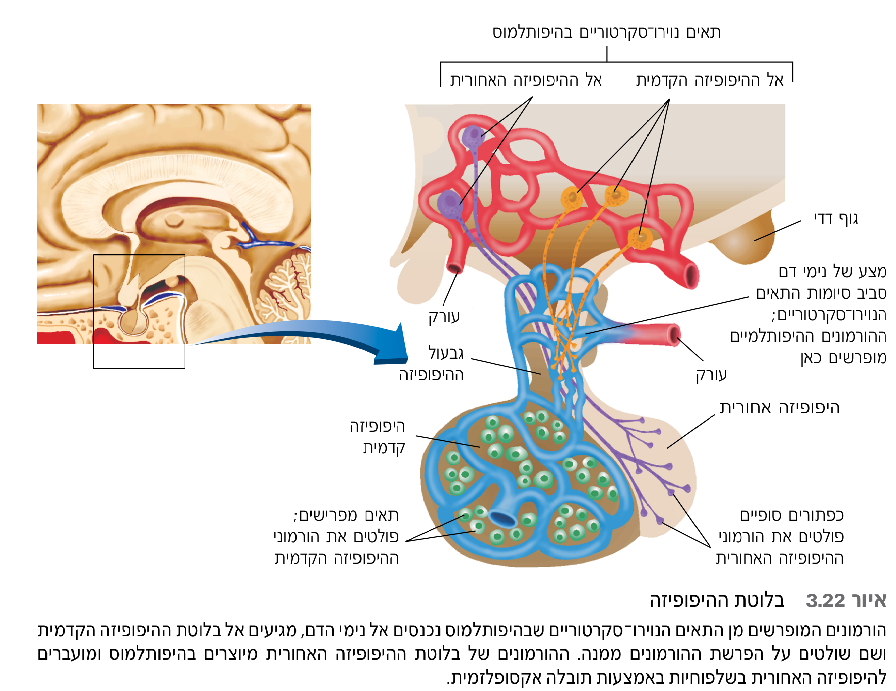 תאים נוירו־סקרטוריים בהיפותלמוס
אל ההיפופיזה הקדמית
אל ההיפופיזה האחורית
גוף דדי
מצע של נימי דם
סביב סיומות התאים
הנוירו־סקרטוריים;
ההורמונים ההיפותלמיים
מופרשים כאן
עורק
עורק
גבעול
ההיפופיזה
היפופיזה אחורית
היפופיזה
קדמית
כפתורים סופיים
פולטים את הורמוני
ההיפופיזה האחורית
תאים מפרישים;
פולטים את הורמוני
ההיפופיזה הקדמית
איור 3.22 בלוטת ההיפופיזה
הורמונים המופרשים מן התאים הנוירו־סקרטוריים שבהיפותלמוס נכנסים אל נימי הדם, מגיעים אל בלוטת ההיפופיזה הקדמית
ושם שולטים על הפרשת ההורמונים ממנה. ההורמונים של בלוטת ההיפופיזה האחורית מיוצרים בהיפותלמוס ומועברים
להיפופיזה האחורית בשלפוחיות באמצעות תובלה אקסופלזמית.